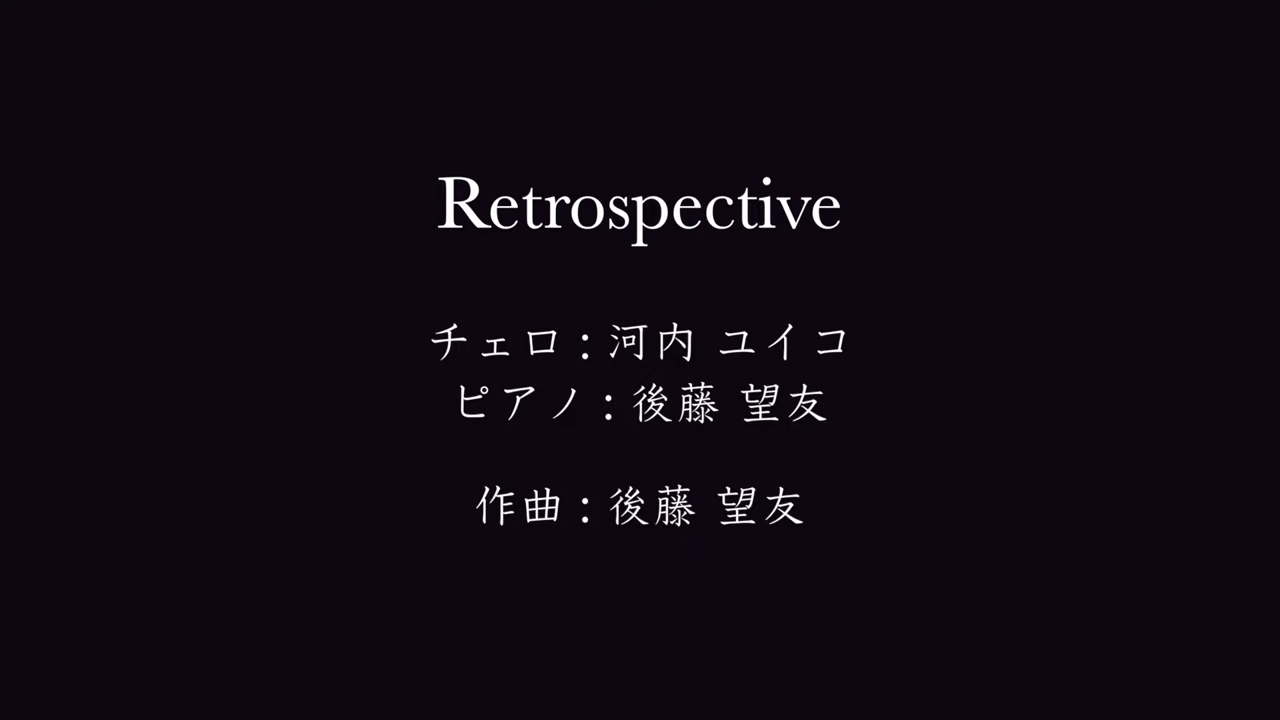 Retrospective
チェロ : 河内 ユイコ
ピアノ : 後藤 望友
作曲 : 後藤 望友